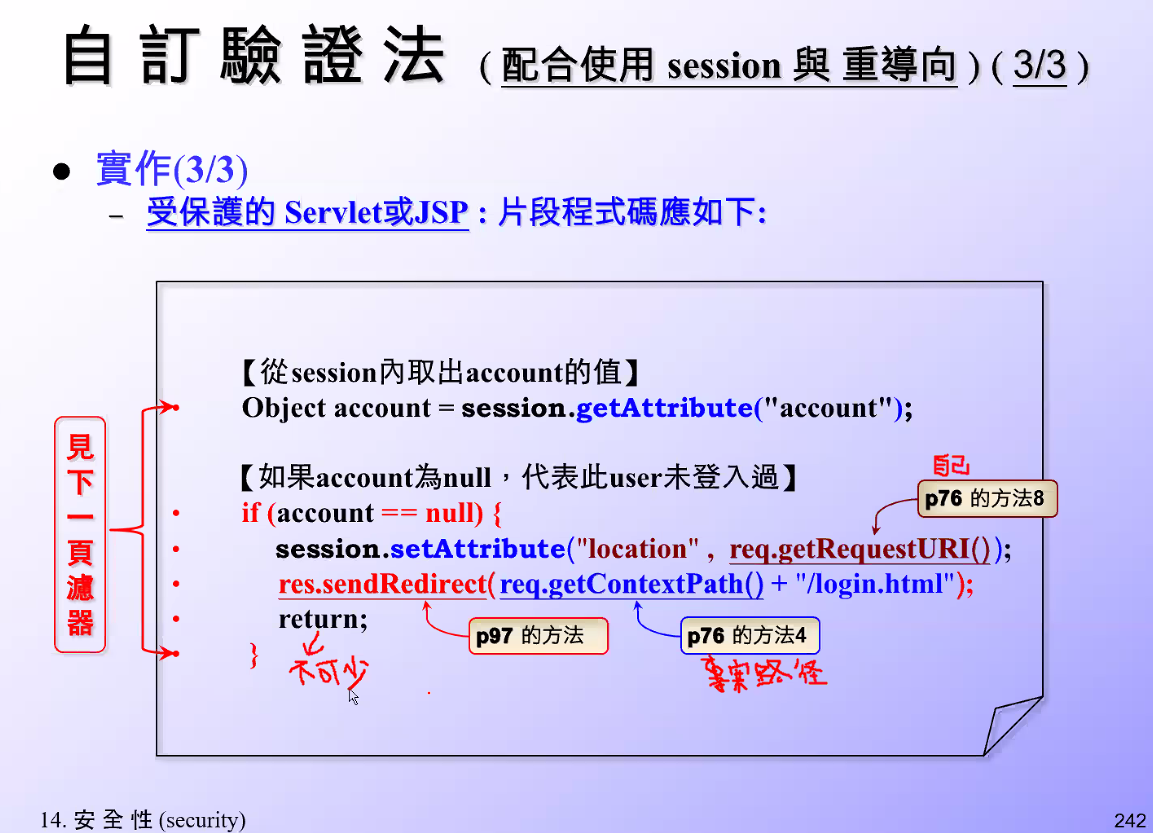 自訂驗證法 (配合使用 session 與 重導向) (3/3)
● 實作(3/3)
– 受保護的 Servlet或JSP : 片段程式碼應如下:
【從session內取出account的值】
• Object account = session.getAttribute("account");
【如果account為null，代表此user未登入過】
自己
p76 的方法8
• if (account == null) {
• session.setAttribute("location" , req.getRequestURI());
• res.sendRedirect(req.getContextPath() + "/login.html");
• return;
p97 的方法
p76 的方法4
• }
不可少
專案路徑
見下一頁濾器
14. 安全性 (security)
242